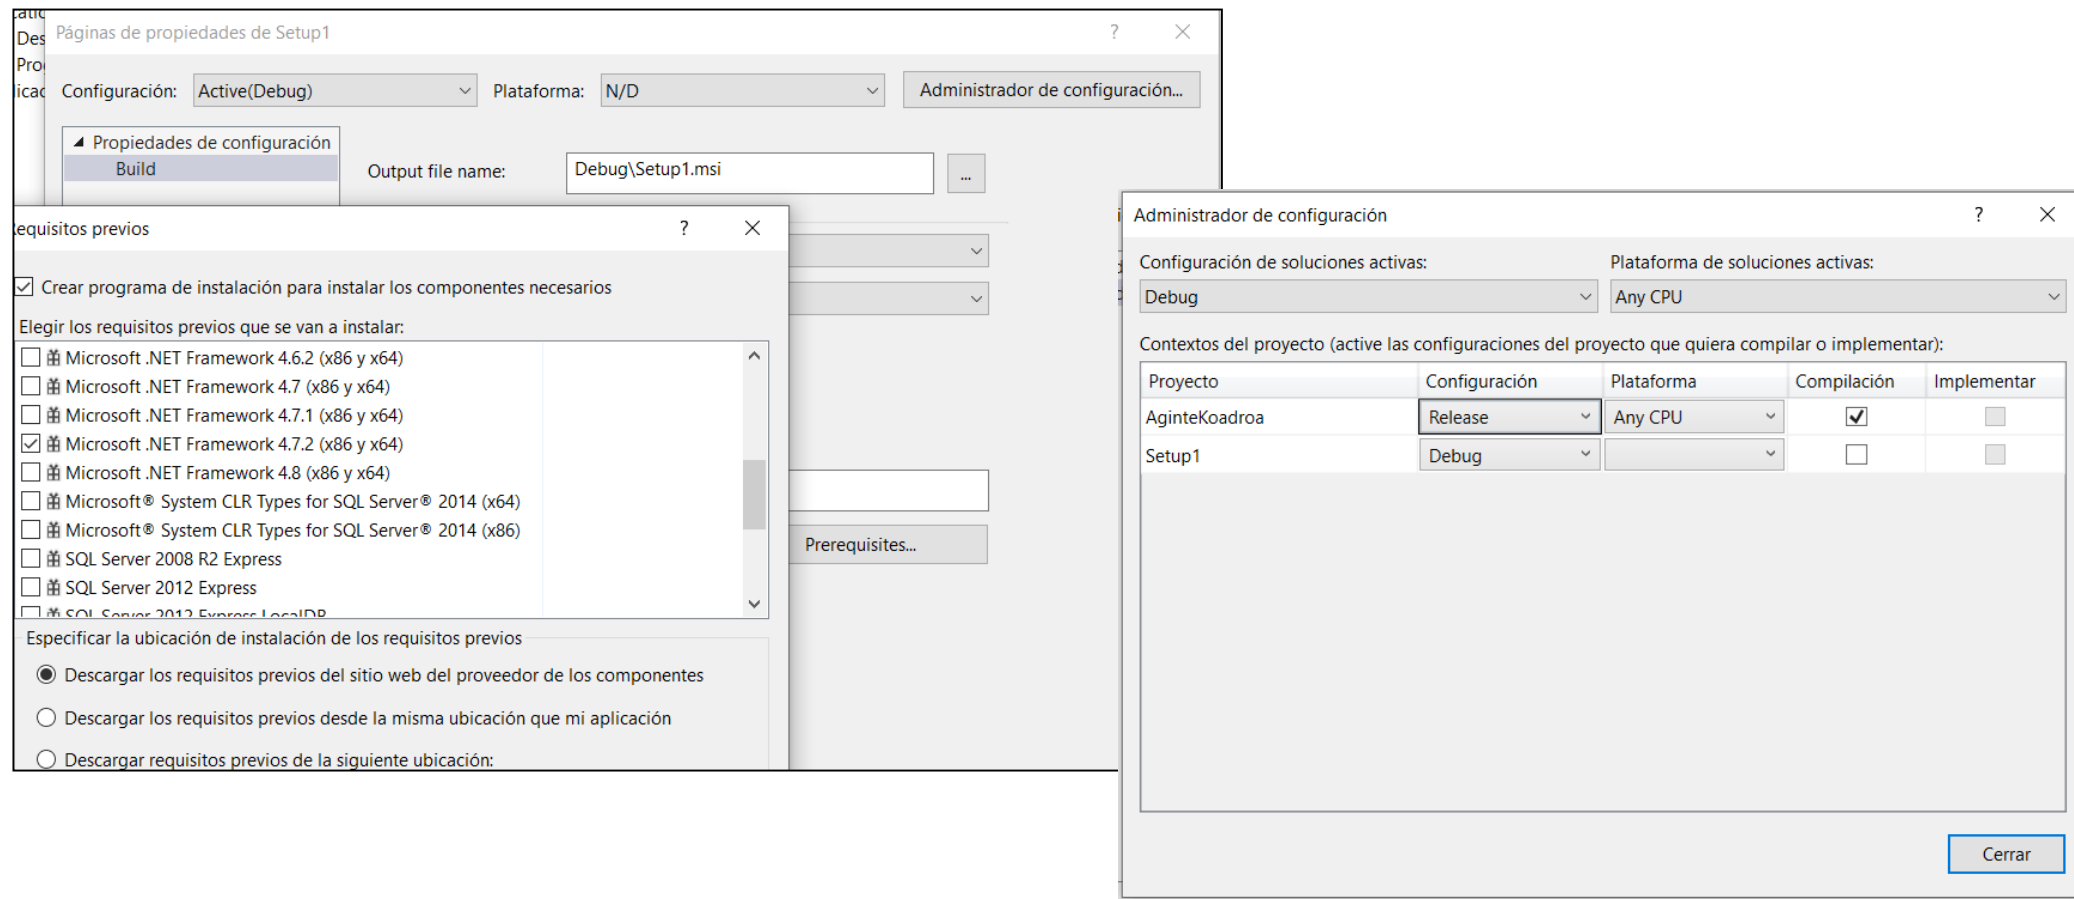 Des
Páginas de propiedades de Setup1
?
Configuración:
Active(Debug)
Plataforma:
N/D
Administrador de configuración...
Propiedades de configuración
Build
Output file name:
Debug\Setup1.msi
...
Prerequisites...
equisitos previos
?
Crear programa de instalación para instalar los componentes necesarios
Elegir los requisitos previos que se van a instalar:
Microsoft .NET Framework 4.6.2 (x86 y x64)
Microsoft .NET Framework 4.7 (x86 y x64)
Microsoft .NET Framework 4.7.1 (x86 y x64)
Microsoft .NET Framework 4.7.2 (x86 y x64)
Microsoft .NET Framework 4.8 (x86 y x64)
Microsoft® System CLR Types for SQL Server® 2014 (x64)
Microsoft® System CLR Types for SQL Server® 2014 (x86)
SQL Server 2008 R2 Express
SQL Server 2012 Express
SQL Server 2012 Express LocalDB
Especificar la ubicación de instalación de los requisitos previos
Descargar los requisitos previos del sitio web del proveedor de los componentes
Descargar los requisitos previos desde la misma ubicación que mi aplicación
Descargar requisitos previos de la siguiente ubicación:
Administrador de configuración
?
Configuración de soluciones activas:
Plataforma de soluciones activas:
Debug
Any CPU
Contextos del proyecto (active las configuraciones del proyecto que quiera compilar o implementar):
Proyecto Configuración Plataforma Compilación Implementar
AginteKoadroa Release Any CPU
Setup1 Debug
Cerrar